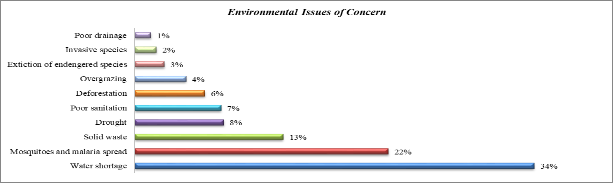 Environmental Issues of Concern
Poor drainage 1%
Invasive species 2%
Extiction of endengered species 3%
Overgrazing 4%
Deforestation 6%
Poor sanitation 7%
Drought 8%
Solid waste 13%
Mosquitoes and malaria spread 22%
Water shortage 34%